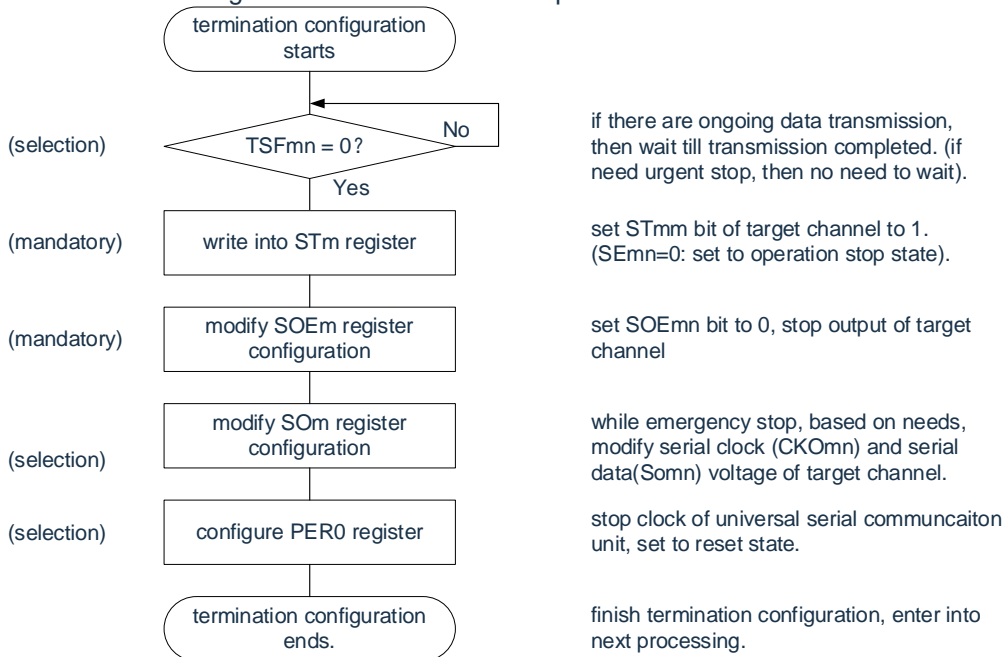 termination configuration
starts
(selection)
TSFmn = 0?
No
Yes
if there are ongoing data transmission,
then wait till transmission completed. (if
need urgent stop, then no need to wait).
(mandatory)
write into STm register
set STmm bit of target channel to 1.
(SEmn=0: set to operation stop state).
(mandatory)
modify SOEm register
configuration
set SOEmn bit to 0, stop output of target
channel
(selection)
modify SOm register
configuration
while emergency stop, based on needs,
modify serial clock (CKOmn) and serial
data(Somn) voltage of target channel.
(selection)
configure PER0 register
stop clock of universal serial communcaiton
unit, set to reset state.
termination configuration
ends.
finish termination configuration, enter into
next processing.